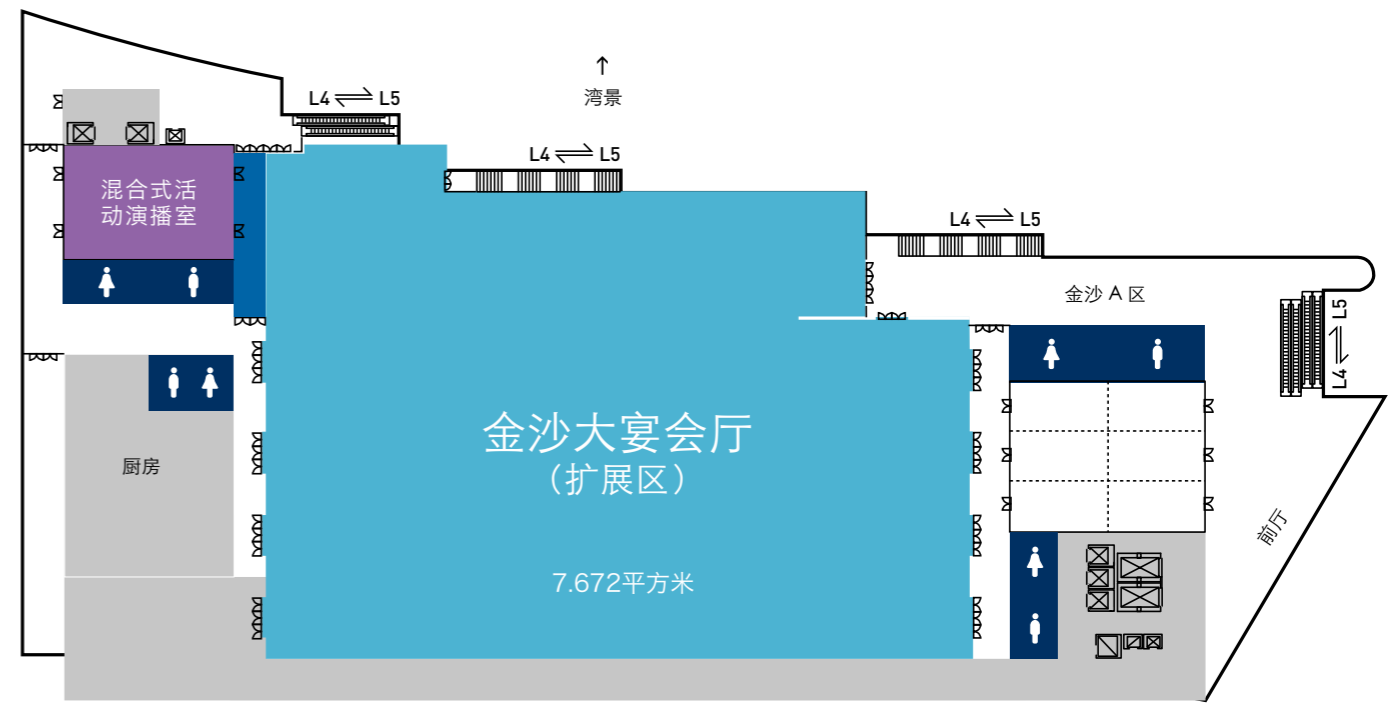 湾景
L4 L5
L4 L5
混合式活
动演播室
L4 L5
金沙 A 区
L4 L5
金沙大宴会厅
（扩展区）
厨房
前厅
7.672平方米